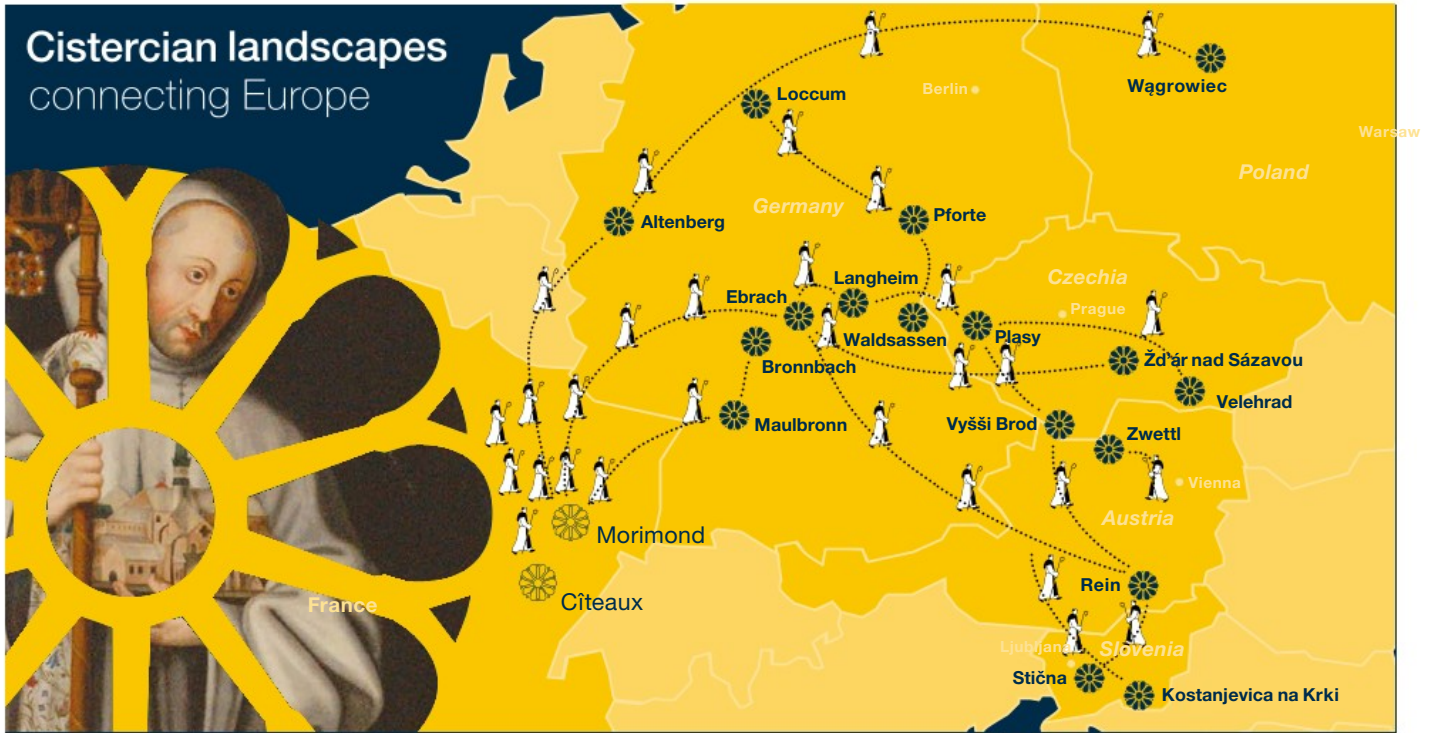 Cistercian landscapes
connecting Europe
Wągrowiec
Loccum
Berlin
Warsaw
Poland
Germany
Altenberg
Pforte
Langheim
Czechia
Ebrach
Prague
Waldsassen
Plasy
Bronnbach
Žd'ár nad Sázavou
Velehrad
Maulbronn
Vyšši Brod
Zwettl
Vienna
Austria
Morimond
Rein
Cîteaux
France
Ljubljana
Slovenia
Stična
Kostanjevica na Krki